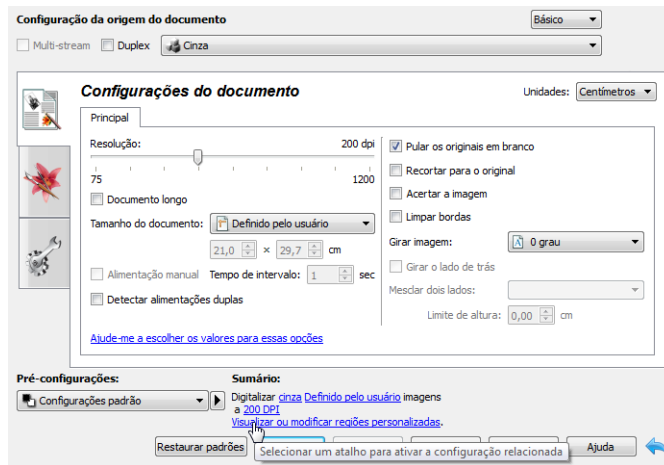 Configuração da origem do documento
Básico
Multi-stream Duplex Cinza
Configurações do documento
Unidades: Centímetros
Principal
Resolução: 200 dpi
75 1200
Documento longo
Tamanho do documento: Definido pelo usuário
21,0 × 29,7 cm
Alimentação manual Tempo de intervalo: 1 sec
Detectar alimentações duplas
Ajude-me a escolher os valores para essas opções
Pular os originais em branco
Recortar para o original
Acertar a imagem
Limpar bordas
Girar imagem: 0 grau
Girar o lado de trás
Mesclar dois lados:
Limite de altura: 0,00 cm
Pré-configurações:
Configurações padrão
Sumário:
Digitalizar cinza Definido pelo usuário imagens
a 200 DPI
Visualizar ou modificar regiões personalizadas.
Restaurar padrões
Selecionar um atalho para ativar a configuração relacionada
Ajuda